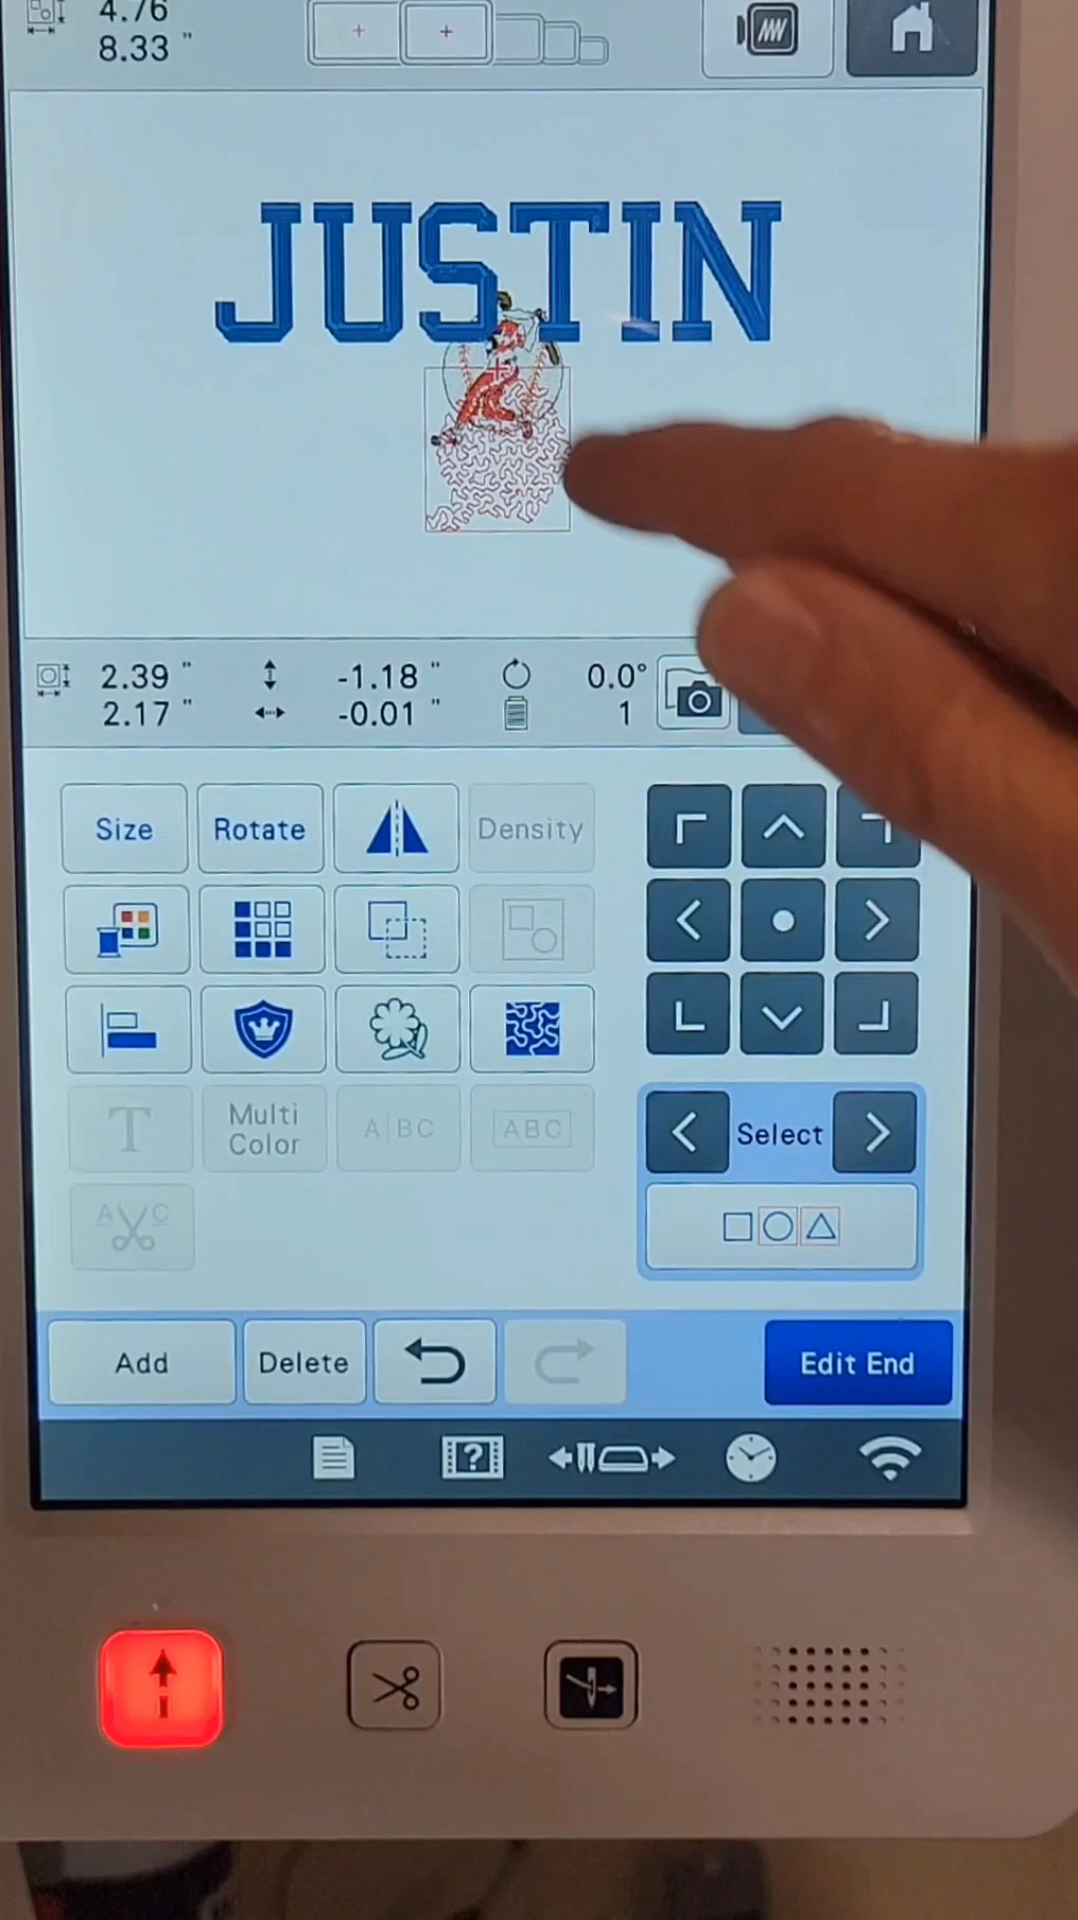 4.76
8.33 "
JUSTIN
2.39 " -1.18 " 0.0°
2.17 " -0.01 " 1
Size Rotate Density
T Multi Color A|BC ABC
Select
A C
Add Delete Edit End
?